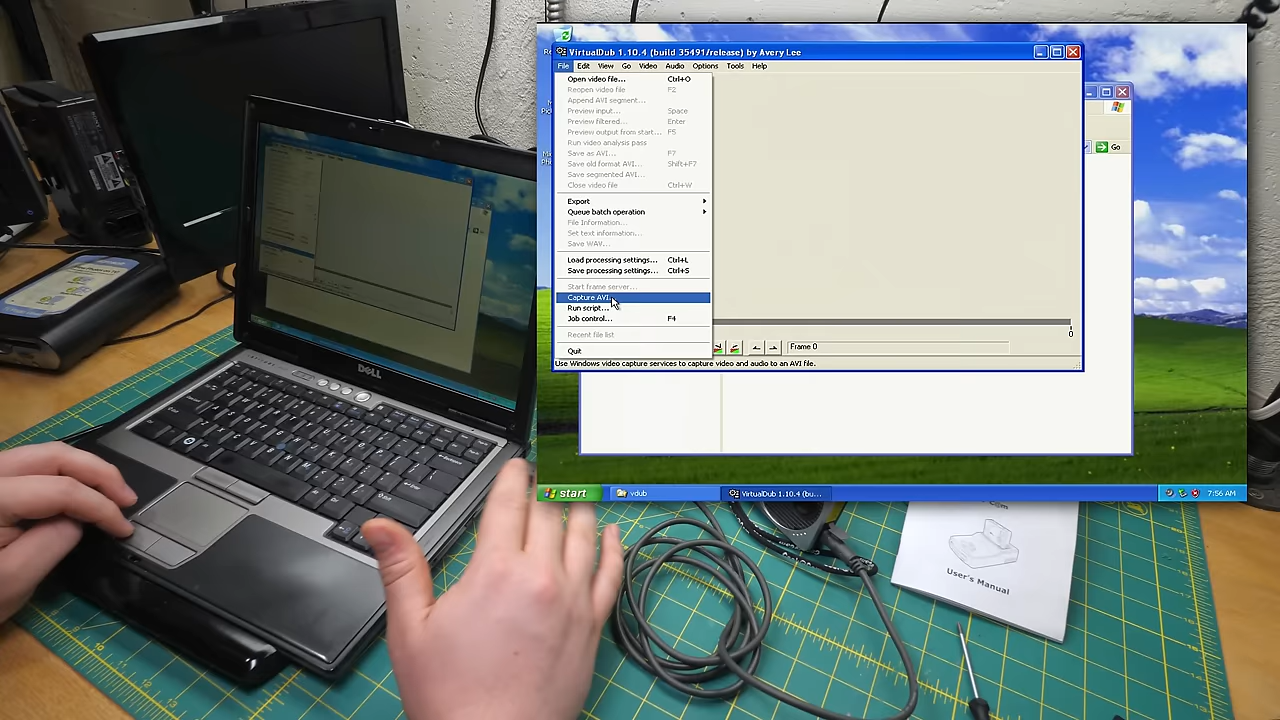 VirtualDub 1.10.4 (build 35491/release) by Avery Lee
File Edit View Go Video Audio Options Tools Help
Open video file... Ctrl+O
Reopen video file F2
Append AVI segment...
Preview input... Space
Preview filtered... Enter
Preview output from start... F5
Run video analysis pass
Save as AVI... F7
Save old format AVI... Shift+F7
Save segmented AVI...
Close video file Ctrl+W
Export
Queue batch operation
File Information...
Set text information...
Save WAV...
Load processing settings... Ctrl+L
Save processing settings... Ctrl+S
Start frame server...
Capture AVI...
Run script...
Job control... F4
Recent file list
Quit
0
Frame 0
Use Windows video capture services to capture video and audio to an AVI file.
Go
start
vdub
VirtualDub 1.10.4 (bu...
7:56 AM
DELL
User's Manual